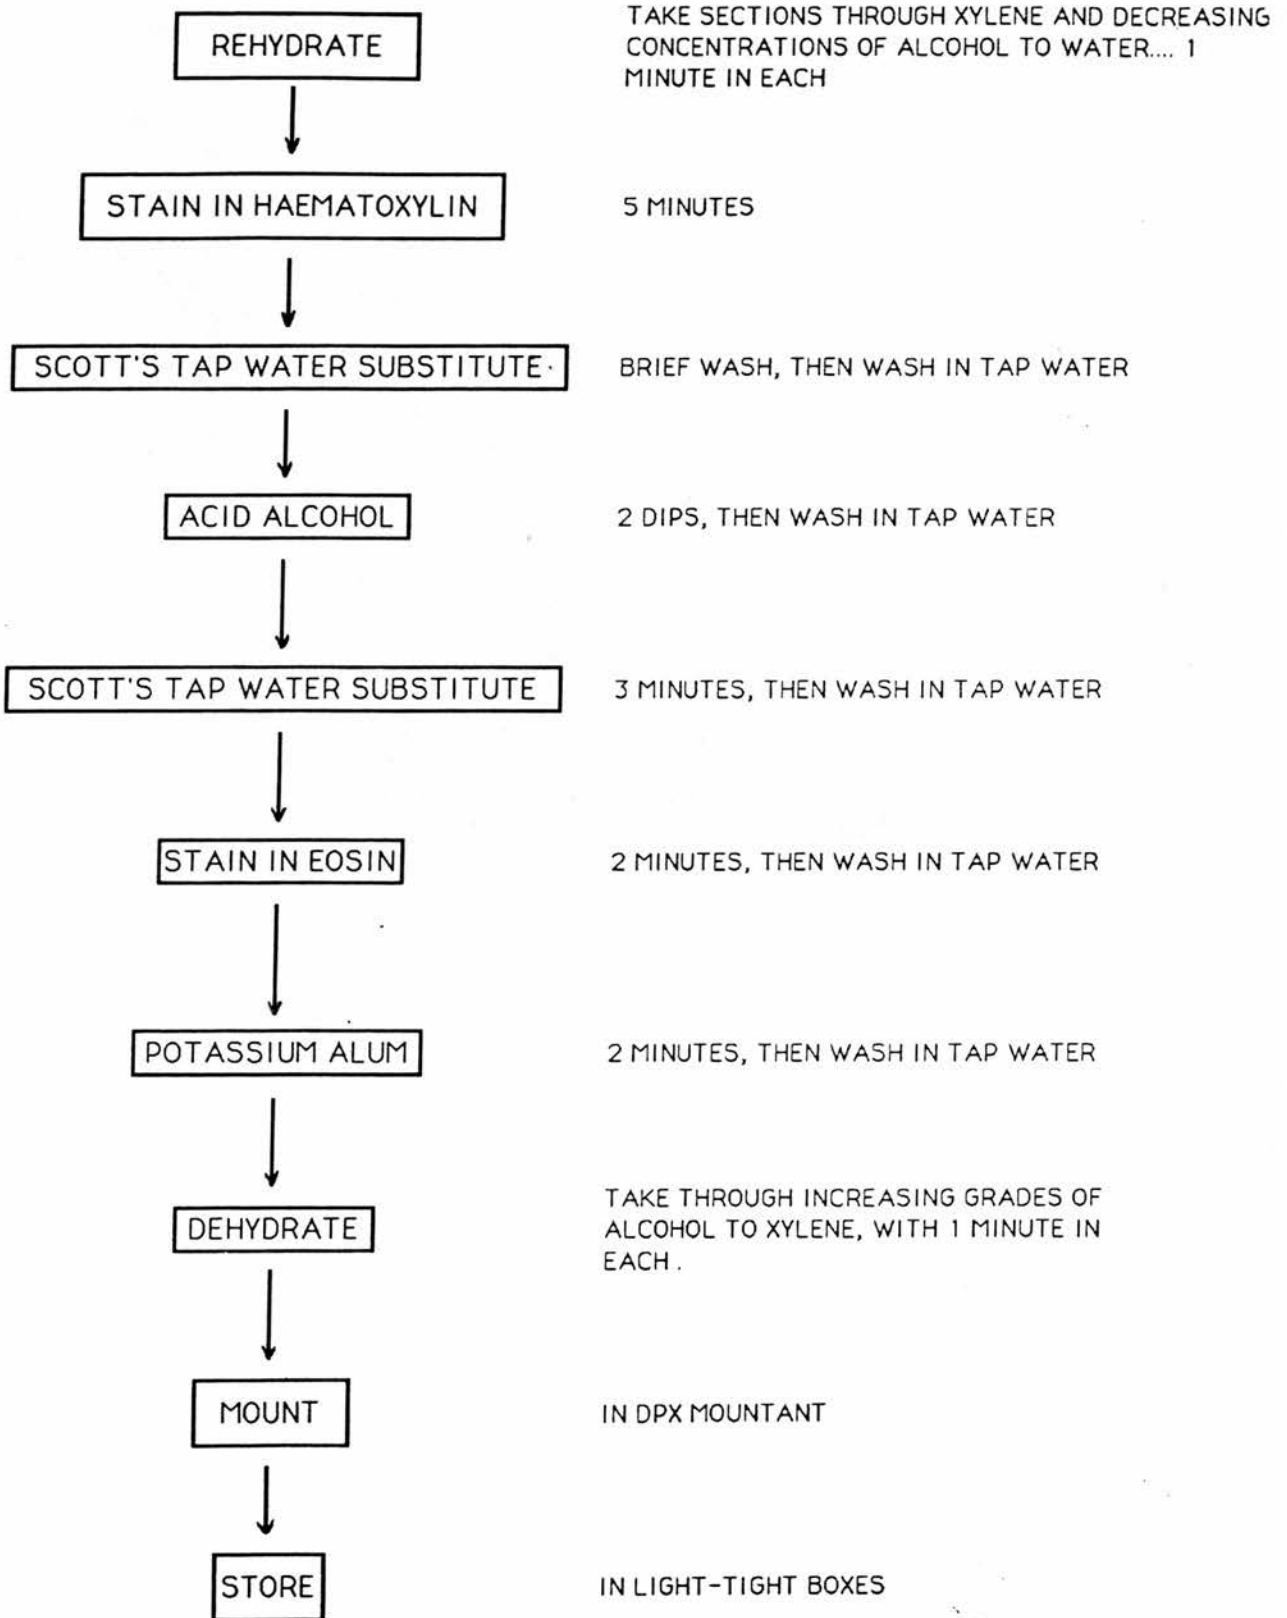 REHYDRATE
TAKE SECTIONS THROUGH XYLENE AND DECREASING
CONCENTRATIONS OF ALCOHOL TO WATER.... 1
MINUTE IN EACH
STAIN IN HAEMATOXYLIN
5 MINUTES
SCOTT'S TAP WATER SUBSTITUTE
BRIEF WASH, THEN WASH IN TAP WATER
ACID ALCOHOL
2 DIPS, THEN WASH IN TAP WATER
SCOTT'S TAP WATER SUBSTITUTE
3 MINUTES, THEN WASH IN TAP WATER
STAIN IN EOSIN
2 MINUTES, THEN WASH IN TAP WATER
POTASSIUM ALUM
2 MINUTES, THEN WASH IN TAP WATER
DEHYDRATE
TAKE THROUGH INCREASING GRADES OF
ALCOHOL TO XYLENE, WITH 1 MINUTE IN
EACH.
MOUNT
IN DPX MOUNTANT
STORE
IN LIGHT-TIGHT BOXES